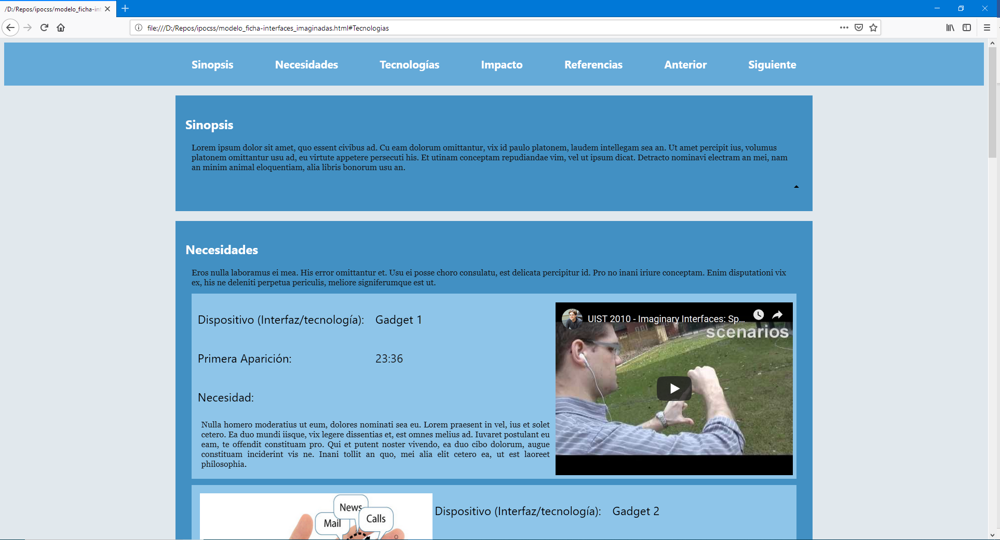 /D:/Repos/ipocss/modelo_ficha-int
file:///D:/Repos/ipocss/modelo_ficha-interfaces_imaginadas.html#Tecnologias
Sinopsis Necesidades Tecnologías Impacto Referencias Anterior Siguiente
Sinopsis
Lorem ipsum dolor sit amet, quo essent civibus ad. Cu eam dolorum omittantur, vix id paulo platonem, laudem intellegam sea an. Ut amet percipit ius, volumus
platonem omittantur usu ad, eu virtute appetere persecuti his. Et utinam conceptam repudiandae vim, vel ut ipsum dicat. Detracto nominavi electram an mei, nam
an minim animal eloquentiam, alia libris bonorum usu an.
Necesidades
Eros nulla laboramus ei mea. His error omittantur et. Usu ei posse choro consulatu, est delicata percipitur id. Pro no inani iriure conceptam. Enim disputationi vix
ex, his ne deleniti perpetua periculis, meliore signiferumque est ut.
Dispositivo (Interfaz/tecnología): Gadget 1
Primera Aparición: 23:36
Necesidad:
Nulla homero moderatius ut eum, dolores nominati sea eu. Lorem praesent in vel, ius et solet
cetero. Ea duo mundi iisque, vix legere dissentias et, est omnes melius ad. Iuvaret postulant eu
eam, te offendit constituam pro. Qui et putent noster vivendo, ea duo cibo dolorum, augue
constituam inciderint vis ne. Inani tollit an quo, mei alia elit cetero ea, ut est laoreet
philosophia.
UIST 2010 - Imaginary Interfaces: Sp...
scenarios
News
Mail
Calls
Dispositivo (Interfaz/tecnología): Gadget 2